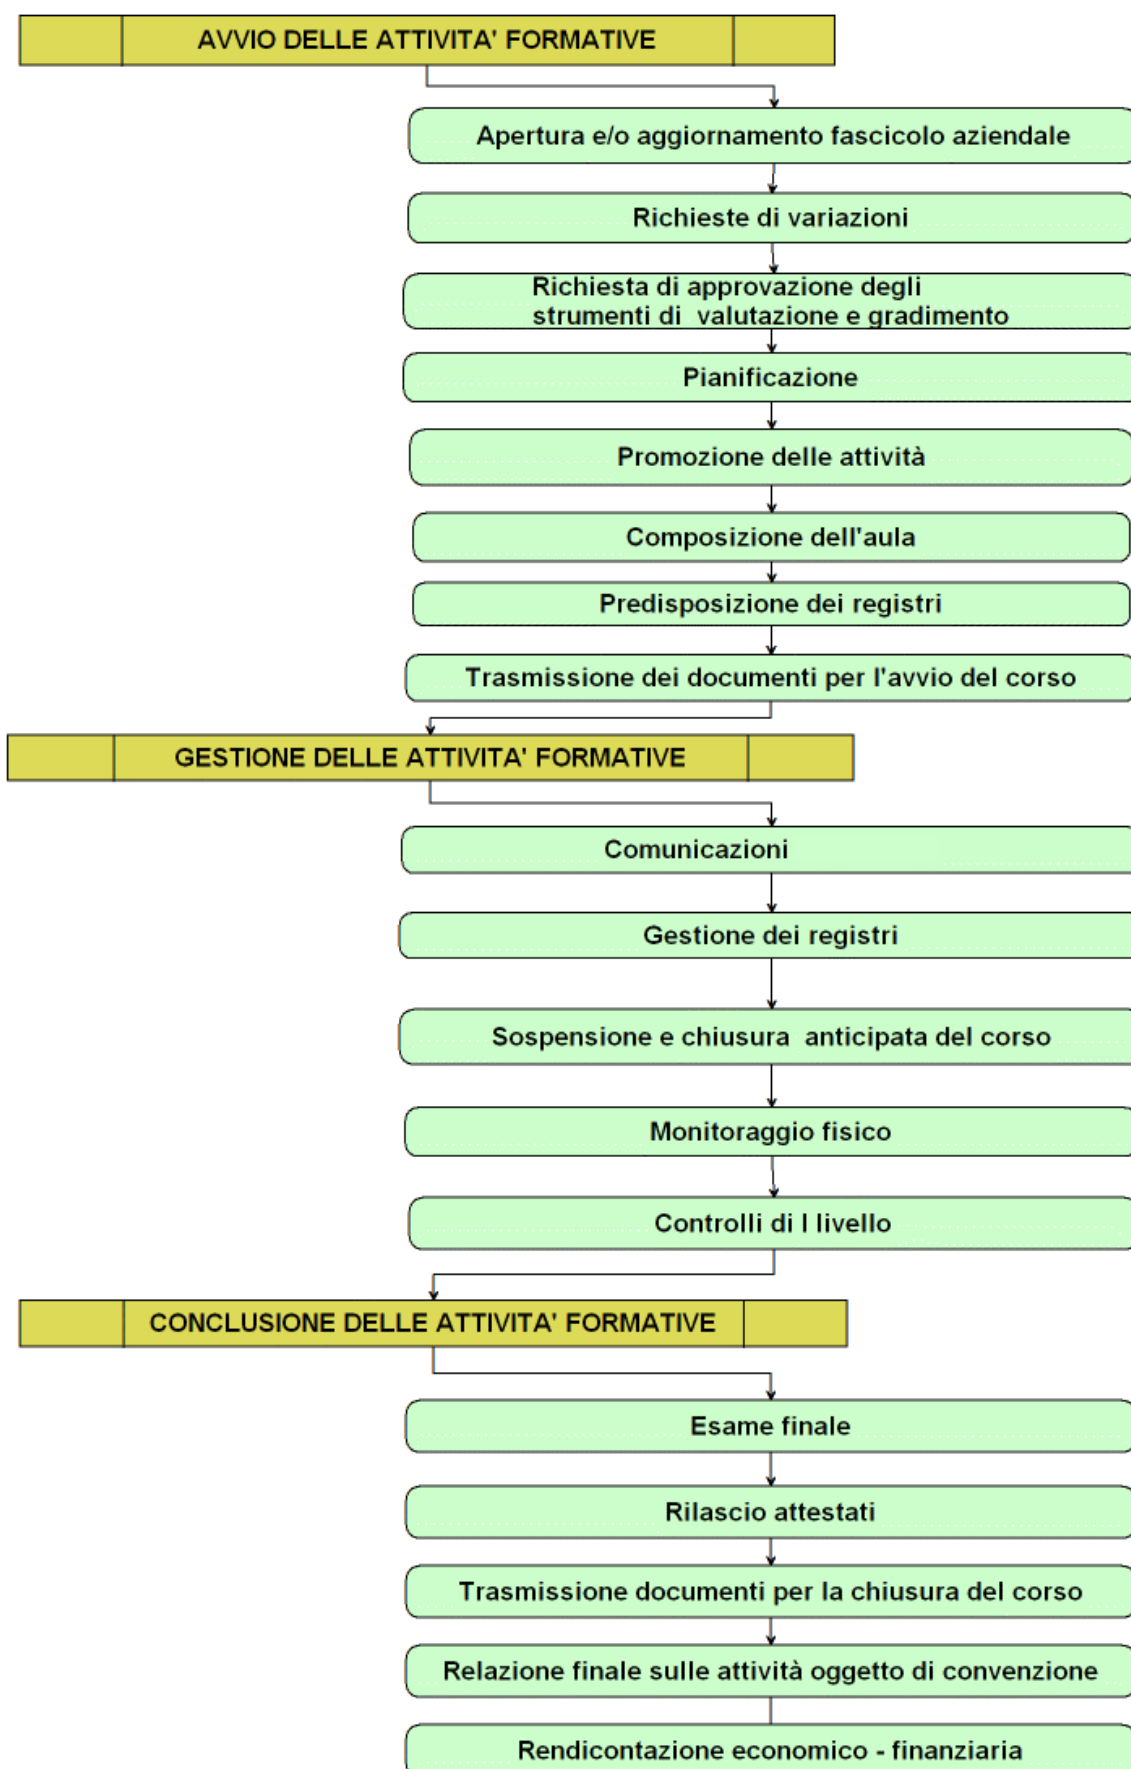 AVVIO DELLE ATTIVITA' FORMATIVE
Apertura e/o aggiornamento fascicolo aziendale
Richieste di variazioni
Richiesta di approvazione degli
strumenti di valutazione e gradimento
Pianificazione
Promozione delle attività
Composizione dell'aula
Predisposizione dei registri
Trasmissione dei documenti per l'avvio del corso
GESTIONE DELLE ATTIVITA' FORMATIVE
Comunicazioni
Gestione dei registri
Sospensione e chiusura anticipata del corso
Monitoraggio fisico
Controlli di I livello
CONCLUSIONE DELLE ATTIVITA' FORMATIVE
Esame finale
Rilascio attestati
Trasmissione documenti per la chiusura del corso
Relazione finale sulle attività oggetto di convenzione
Rendicontazione economico - finanziaria